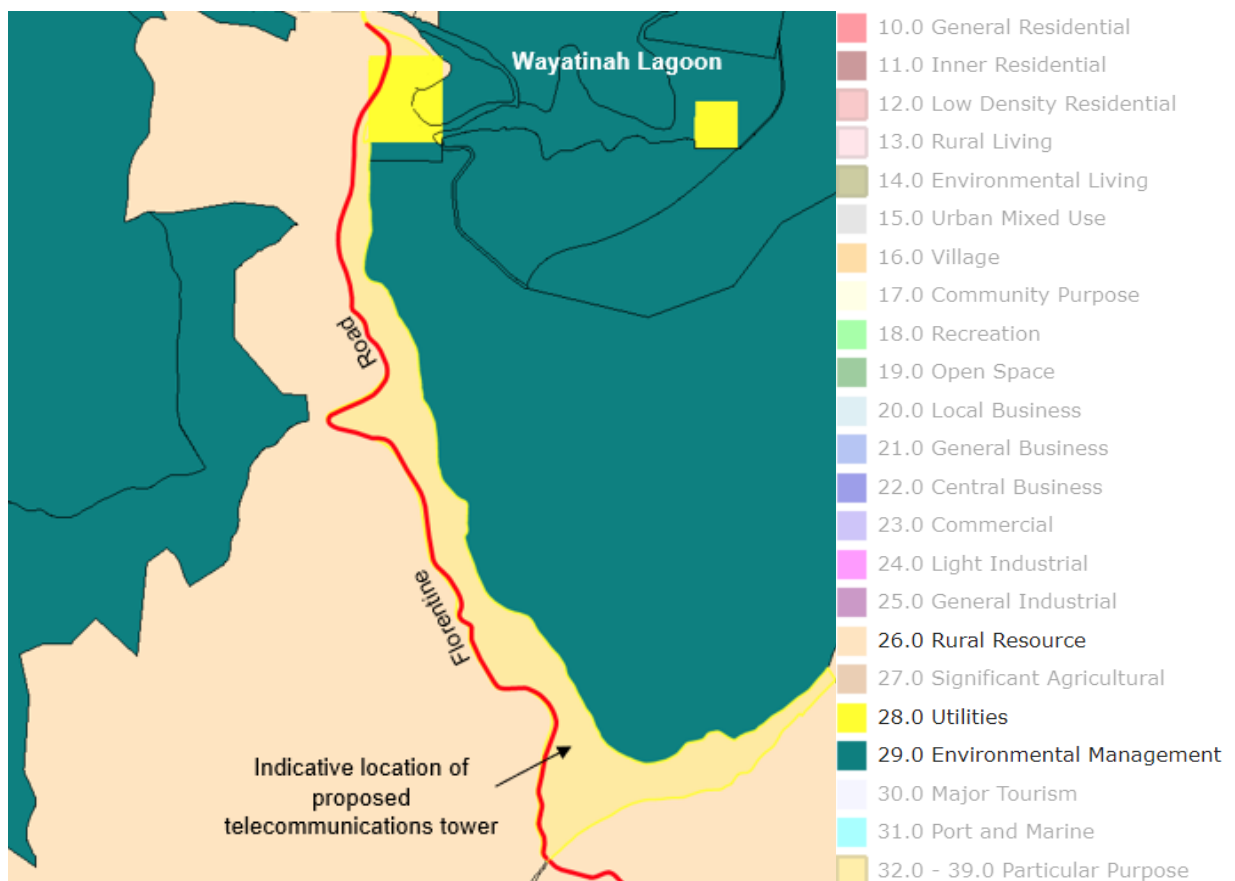 Wayatinah Lagoon
Road
Florentine
Indicative location of
proposed
telecommunications tower
10.0 General Residential
11.0 Inner Residential
12.0 Low Density Residential
13.0 Rural Living
14.0 Environmental Living
15.0 Urban Mixed Use
16.0 Village
17.0 Community Purpose
18.0 Recreation
19.0 Open Space
20.0 Local Business
21.0 General Business
22.0 Central Business
23.0 Commercial
24.0 Light Industrial
25.0 General Industrial
26.0 Rural Resource
27.0 Significant Agricultural
28.0 Utilities
29.0 Environmental Management
30.0 Major Tourism
31.0 Port and Marine
32.0 - 39.0 Particular Purpose